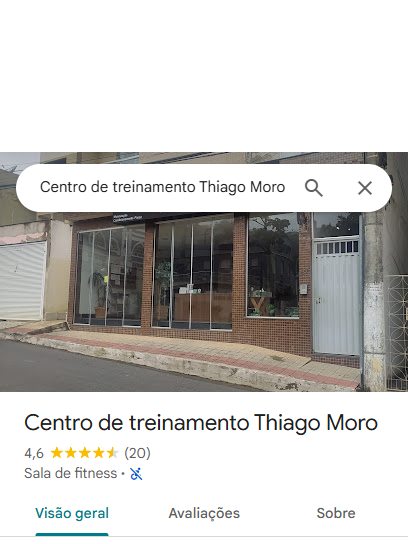 Centro de treinamento Thiago Moro
Centro de treinamento Thiago Moro
4,6 (20)
Sala de fitness ·
Visão geral
Avaliações
Sobre